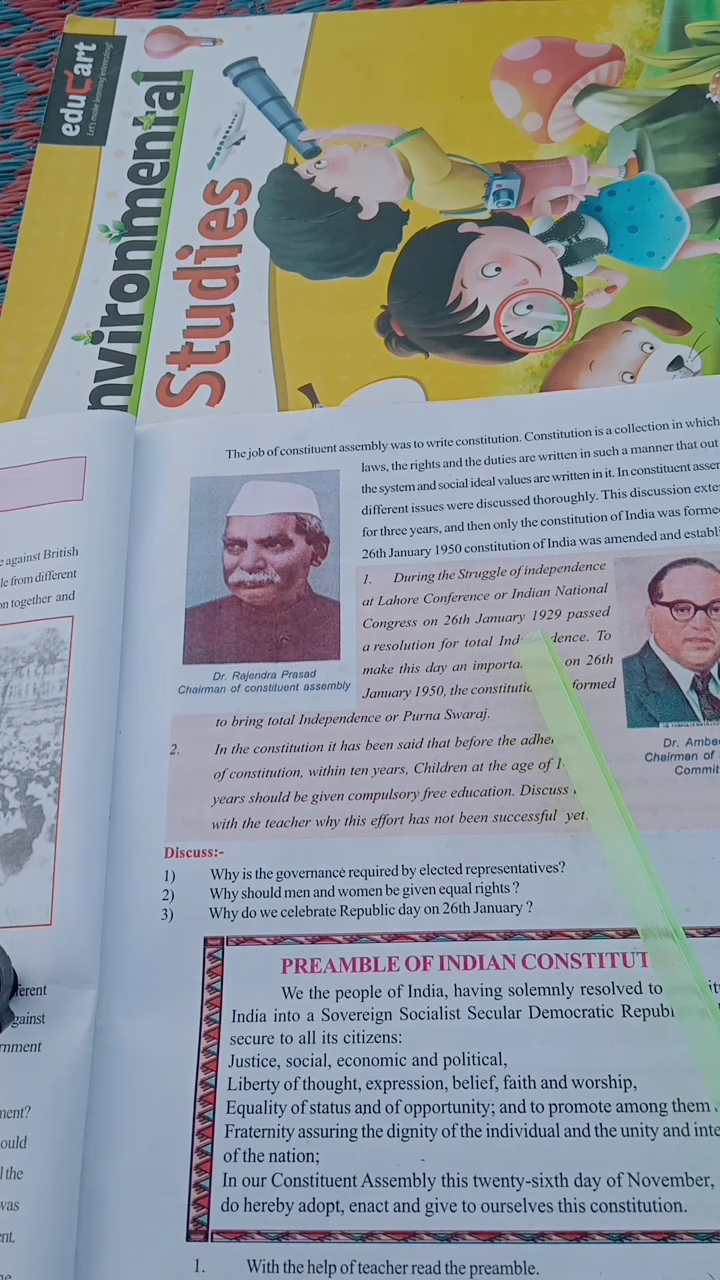 educart
Let's make learning interesting!
nvironmental
Studies
e against British
le from different
n together and
ferent
gainst
rnment
ment?
ould
l the
was
ent.
The job of constituent assembly was to write constitution. Constitution is a collection in which
laws, the rights and the duties are written in such a manner that out
the system and social ideal values are written in it. In constituent asser
different issues were discussed thoroughly. This discussion exte
for three years, and then only the constitution of India was forme
26th January 1950 constitution of India was amended and establi
1. During the Struggle of independence
at Lahore Conference or Indian National
Congress on 26th January 1929 passed
a resolution for total Ind dence. To
make this day an importa on 26th
January 1950, the constitutio formed
to bring total Independence or Purna Swaraj.
Dr. Rajendra Prasad
Chairman of constituent assembly
Dr. Ambe
Chairman of
Commit
2. In the constitution it has been said that before the adhe
of constitution, within ten years, Children at the age of 1
years should be given compulsory free education. Discuss
with the teacher why this effort has not been successful yet.
Discuss:-
1) Why is the governance required by elected representatives?
2) Why should men and women be given equal rights ?
3) Why do we celebrate Republic day on 26th January ?
PREAMBLE OF INDIAN CONSTITUT
We the people of India, having solemnly resolved to it
India into a Sovereign Socialist Secular Democratic Republ
secure to all its citizens:
Justice, social, economic and political,
Liberty of thought, expression, belief, faith and worship,
Equality of status and of opportunity; and to promote among them
Fraternity assuring the dignity of the individual and the unity and inte
of the nation;
In our Constituent Assembly this twenty-sixth day of November,
do hereby adopt, enact and give to ourselves this constitution.
1. With the help of teacher read the preamble.